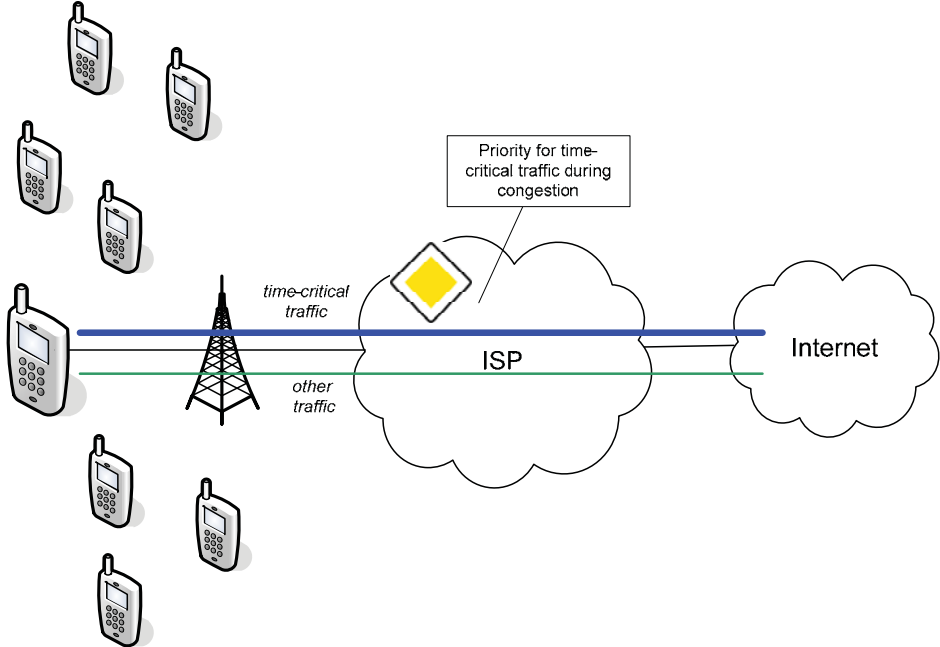 Priority for time-
critical traffic during
congestion
time-critical
traffic
ISP
Internet
other
traffic